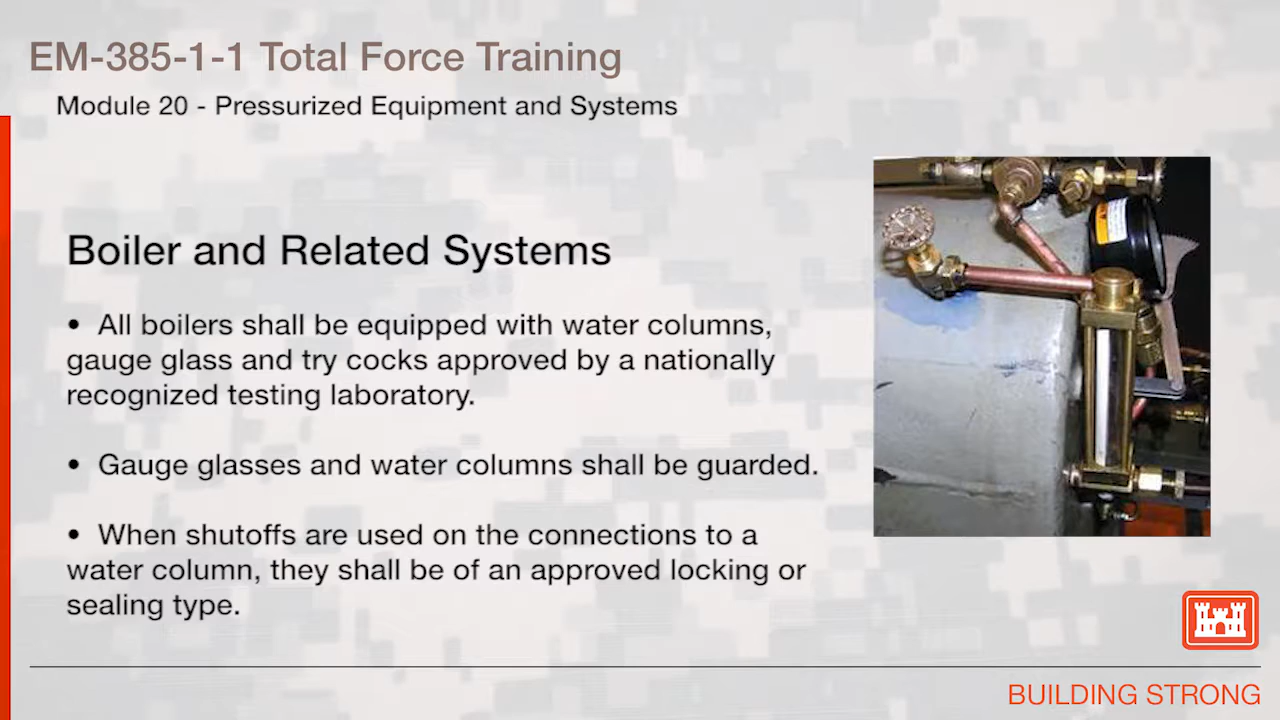 EM-385-1-1 Total Force Training
Module 20 - Pressurized Equipment and Systems
Boiler and Related Systems
• All boilers shall be equipped with water columns,
gauge glass and try cocks approved by a nationally
recognized testing laboratory.
• Gauge glasses and water columns shall be guarded.
• When shutoffs are used on the connections to a
water column, they shall be of an approved locking or
sealing type.
BUILDING STRONG